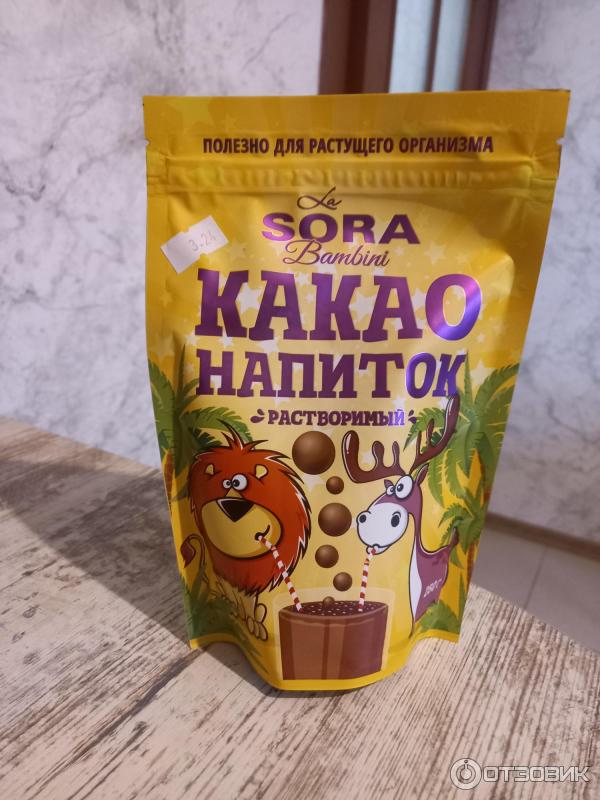 ПОЛЕЗНО ДЛЯ РАСТУЩЕГО ОРГАНИЗМА
La
SORA
Bambini
3.24
КАКАО
НАПИТОК
РАСТВОРИМЫЙ
ОТЗОВИК